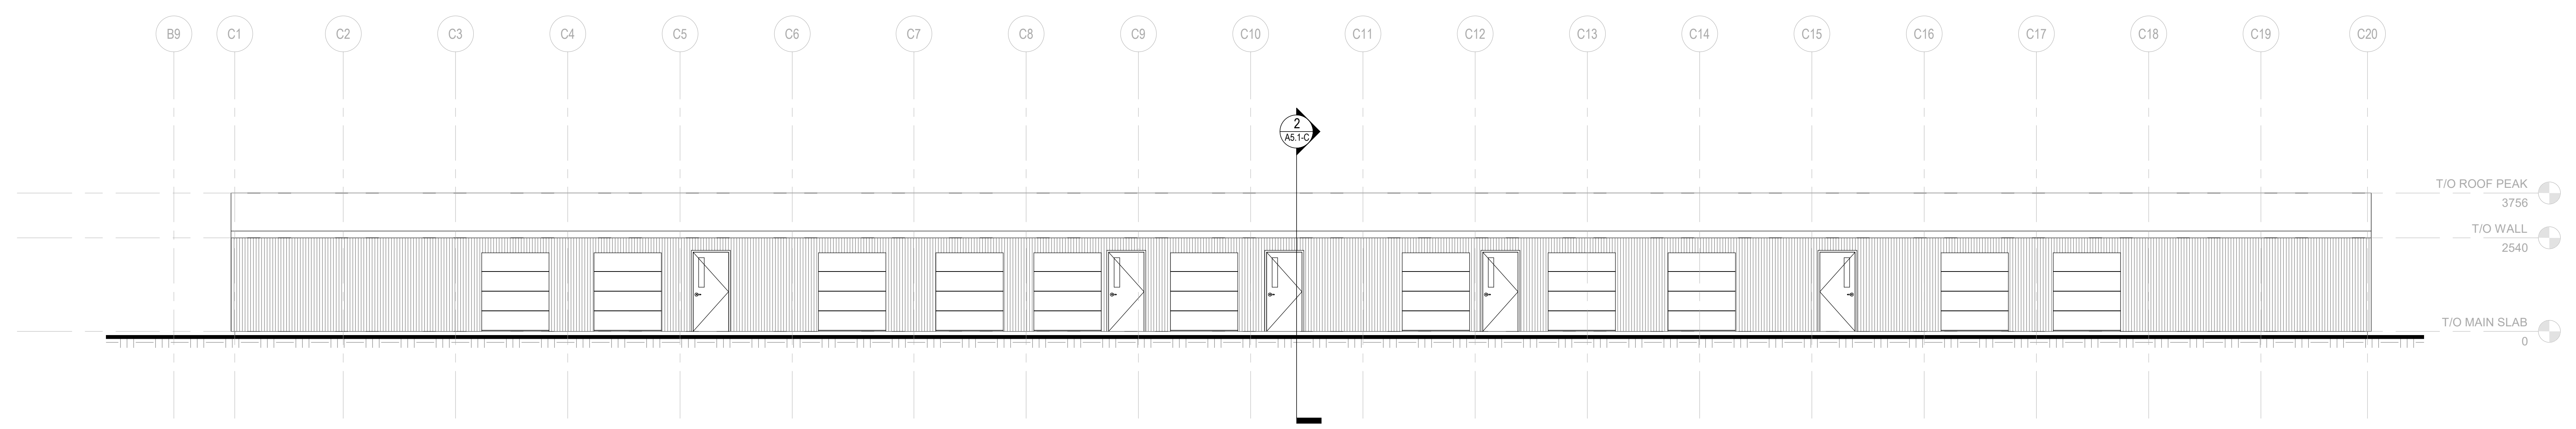 B9 C1 C2 C3 C4 C5 C6 C7 C8 C9 C10 C11 C12 C13 C14 C15 C16 C17 C18 C19 C20
2
A5.1-C
T/O ROOF PEAK
3756
T/O WALL
2540
T/O MAIN SLAB
0